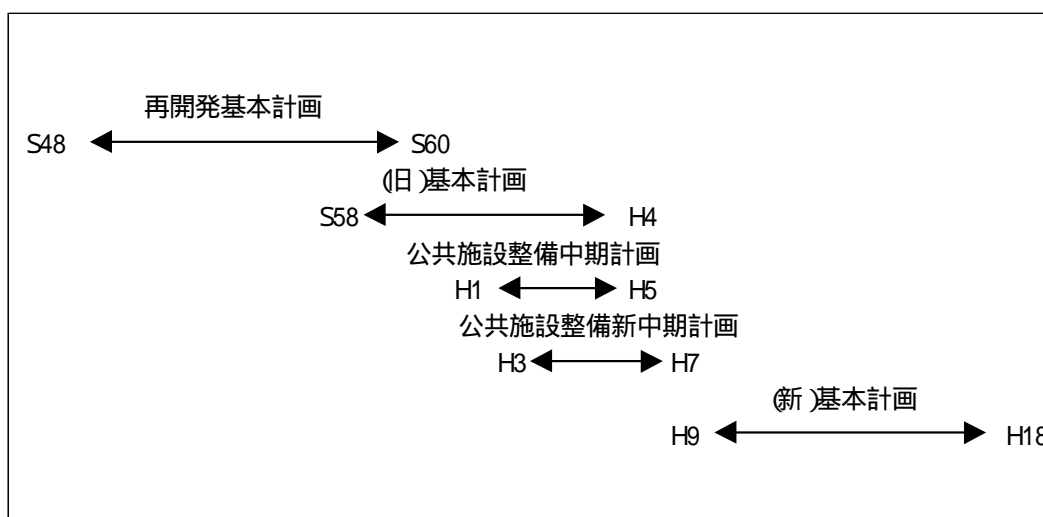 再開発基本計画
S48 S60
(旧)基本計画
S58 H4
公共施設整備中期計画
H1 H5
公共施設整備新中期計画
H3 H7
(新)基本計画
H9 H18